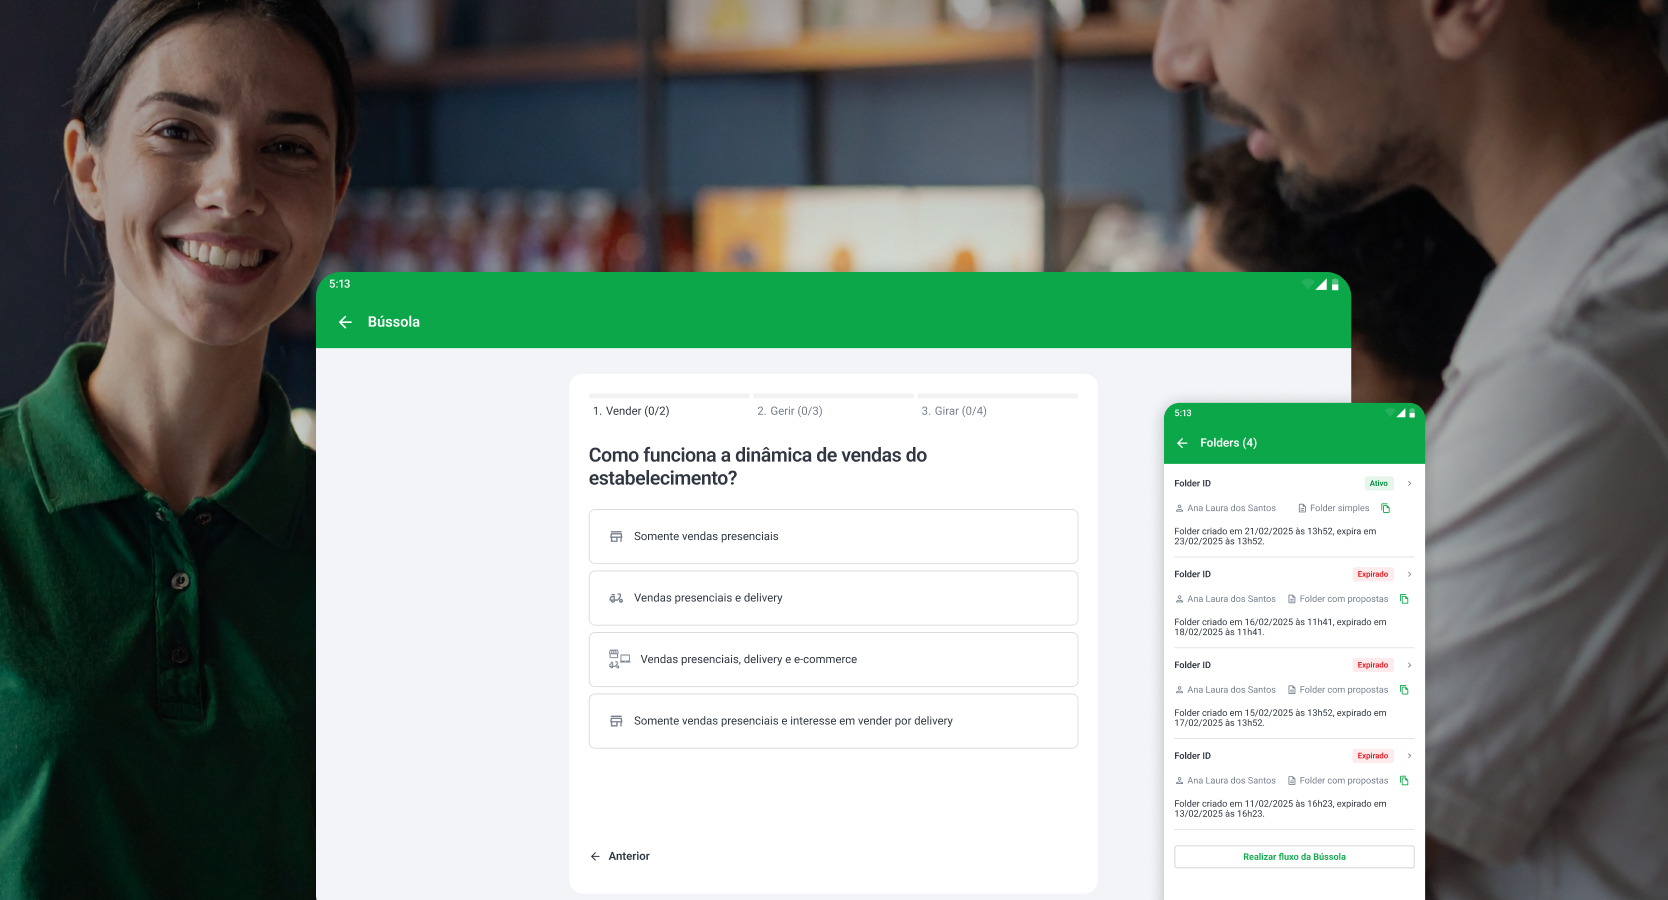 5:13
Bússola
1. Vender (0/2)
2. Gerir (0/3)
3. Girar (0/4)
Como funciona a dinâmica de vendas do
estabelecimento?
Somente vendas presenciais
Vendas presenciais e delivery
Vendas presenciais, delivery e e-commerce
Somente vendas presenciais e interesse em vender por delivery
Anterior
5:13
Folders (4)
Folder ID
Ativo
Ana Laura dos Santos
Folder simples
Folder criado em 21/02/2025 às 13h52, expira em
23/02/2025 às 13h52.
Folder ID
Expirado
Ana Laura dos Santos
Folder com propostas
Folder criado em 16/02/2025 às 11h41, expirado em
18/02/2025 às 11h41.
Folder ID
Expirado
Ana Laura dos Santos
Folder com propostas
Folder criado em 15/02/2025 às 13h52, expirado em
17/02/2025 às 13h52.
Folder ID
Expirado
Ana Laura dos Santos
Folder com propostas
Folder criado em 11/02/2025 às 16h23, expirado em
13/02/2025 às 16h23.
Realizar fluxo da Bússola